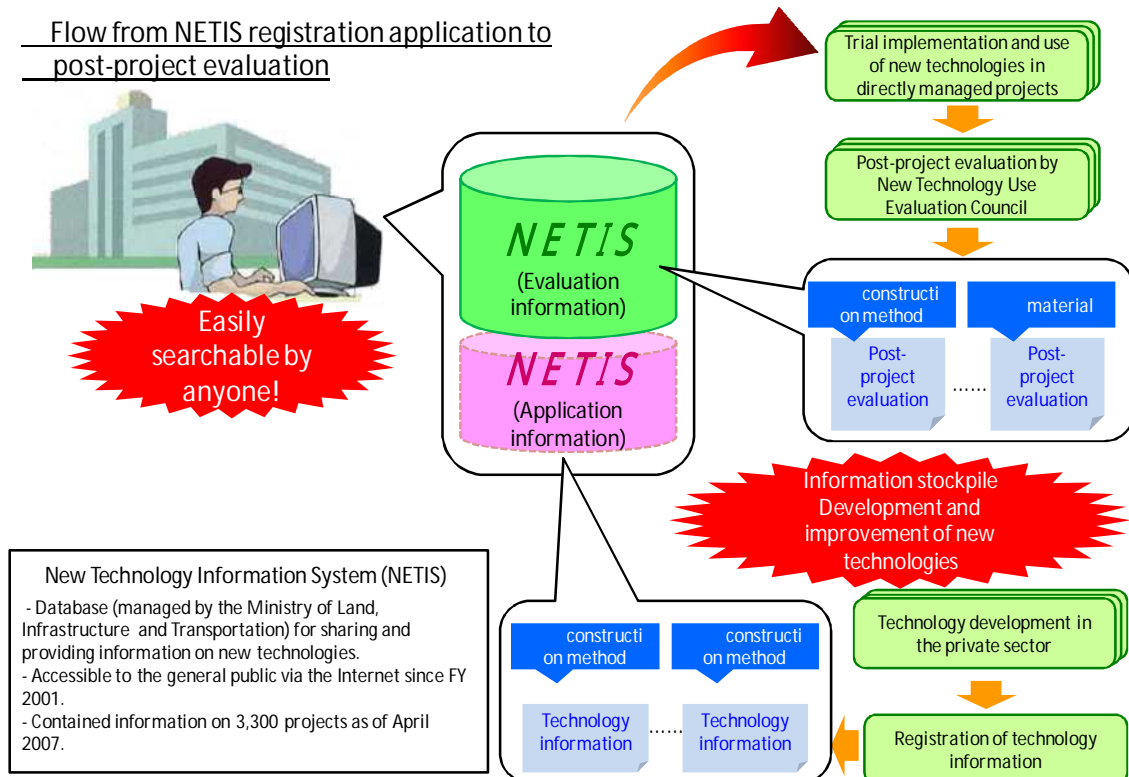 Flow from NETIS registration application to
post-project evaluation
Trial implementation and use
of new technologies in
directly managed projects
Post-project evaluation by
New Technology Use
Evaluation Council
NETIS
(Evaluation
information)
NETIS
(Application
information)
Easily
searchable by
anyone!
constructi
on method
material
Post-
project
evaluation
......
Post-
project
evaluation
Information stockpile
Development and
improvement of new
technologies
New Technology Information System (NETIS)
- Database (managed by the Ministry of Land,
Infrastructure and Transportation) for sharing and
providing information on new technologies.
- Accessible to the general public via the Internet since FY
2001.
- Contained information on 3,300 projects as of April
2007.
constructi
on method
constructi
on method
Technology
information
......
Technology
information
Technology development in
the private sector
Registration of technology
information